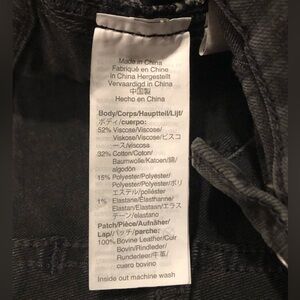 Made in China
Fabriqué en Chine
in China Hergestellt
Vervaardigd in China
中国製
Hecho en China
Body/Corps/Hauptteil/Lijf/
ボディ/cuerpo:
52% Viscose/Viscose/
Viskose/Viscose/ビスコ
ース/viscosa
32% Cotton/Coton/
Baumwolle/Katoen/綿/
algodón
15% Polyester/Polyester/
Polyester/Polyester/ポリ
エステル/poliéster
1% Elastane/Élasthanne/
Elastan/Elastaan/エラス
テーン/elastano
Patch/Pièce/Aufnäher/
Lap/パッチ/parche:
100% Bovine Leather/Cuir
Bovin/Rindleder/
Rundleder/牛革/
cuero bovino
Inside out machine wash